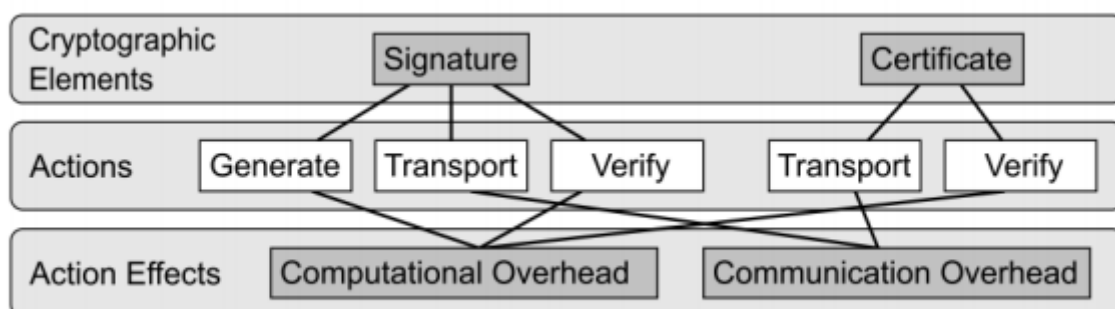 Cryptographic
Elements
Signature
Certificate
Actions
Generate
Transport
Verify
Transport
Verify
Action Effects
Computational Overhead
Communication Overhead